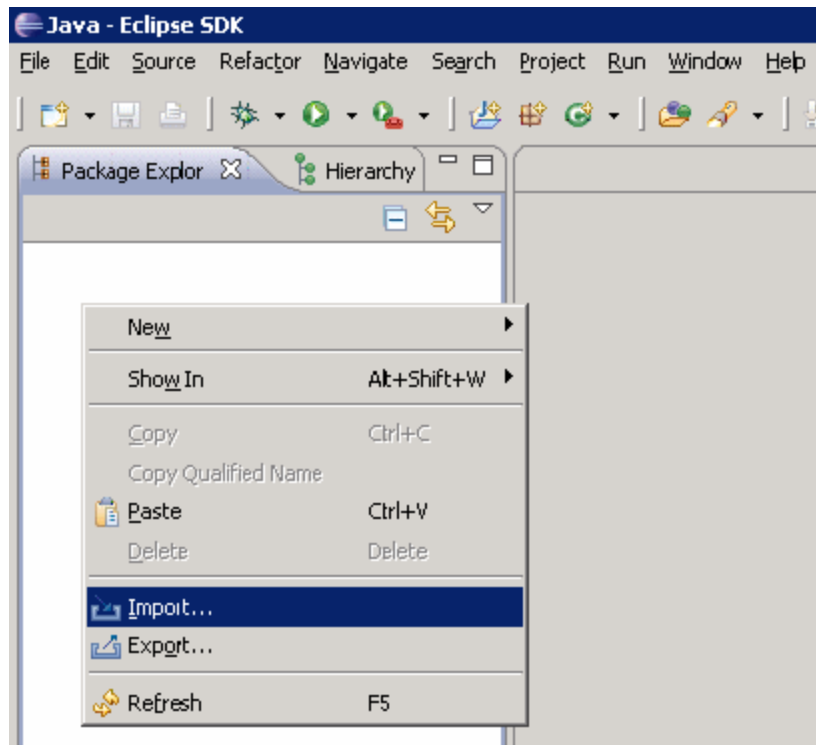 Java - Eclipse SDK
File Edit Source Refactor Navigate Search Project Run Window Help
Package Explor Hierarchy
New
Show In Alt+Shift+W
Copy Ctrl+C
Copy Qualified Name
Paste Ctrl+V
Delete Delete
Import...
Export...
Refresh F5